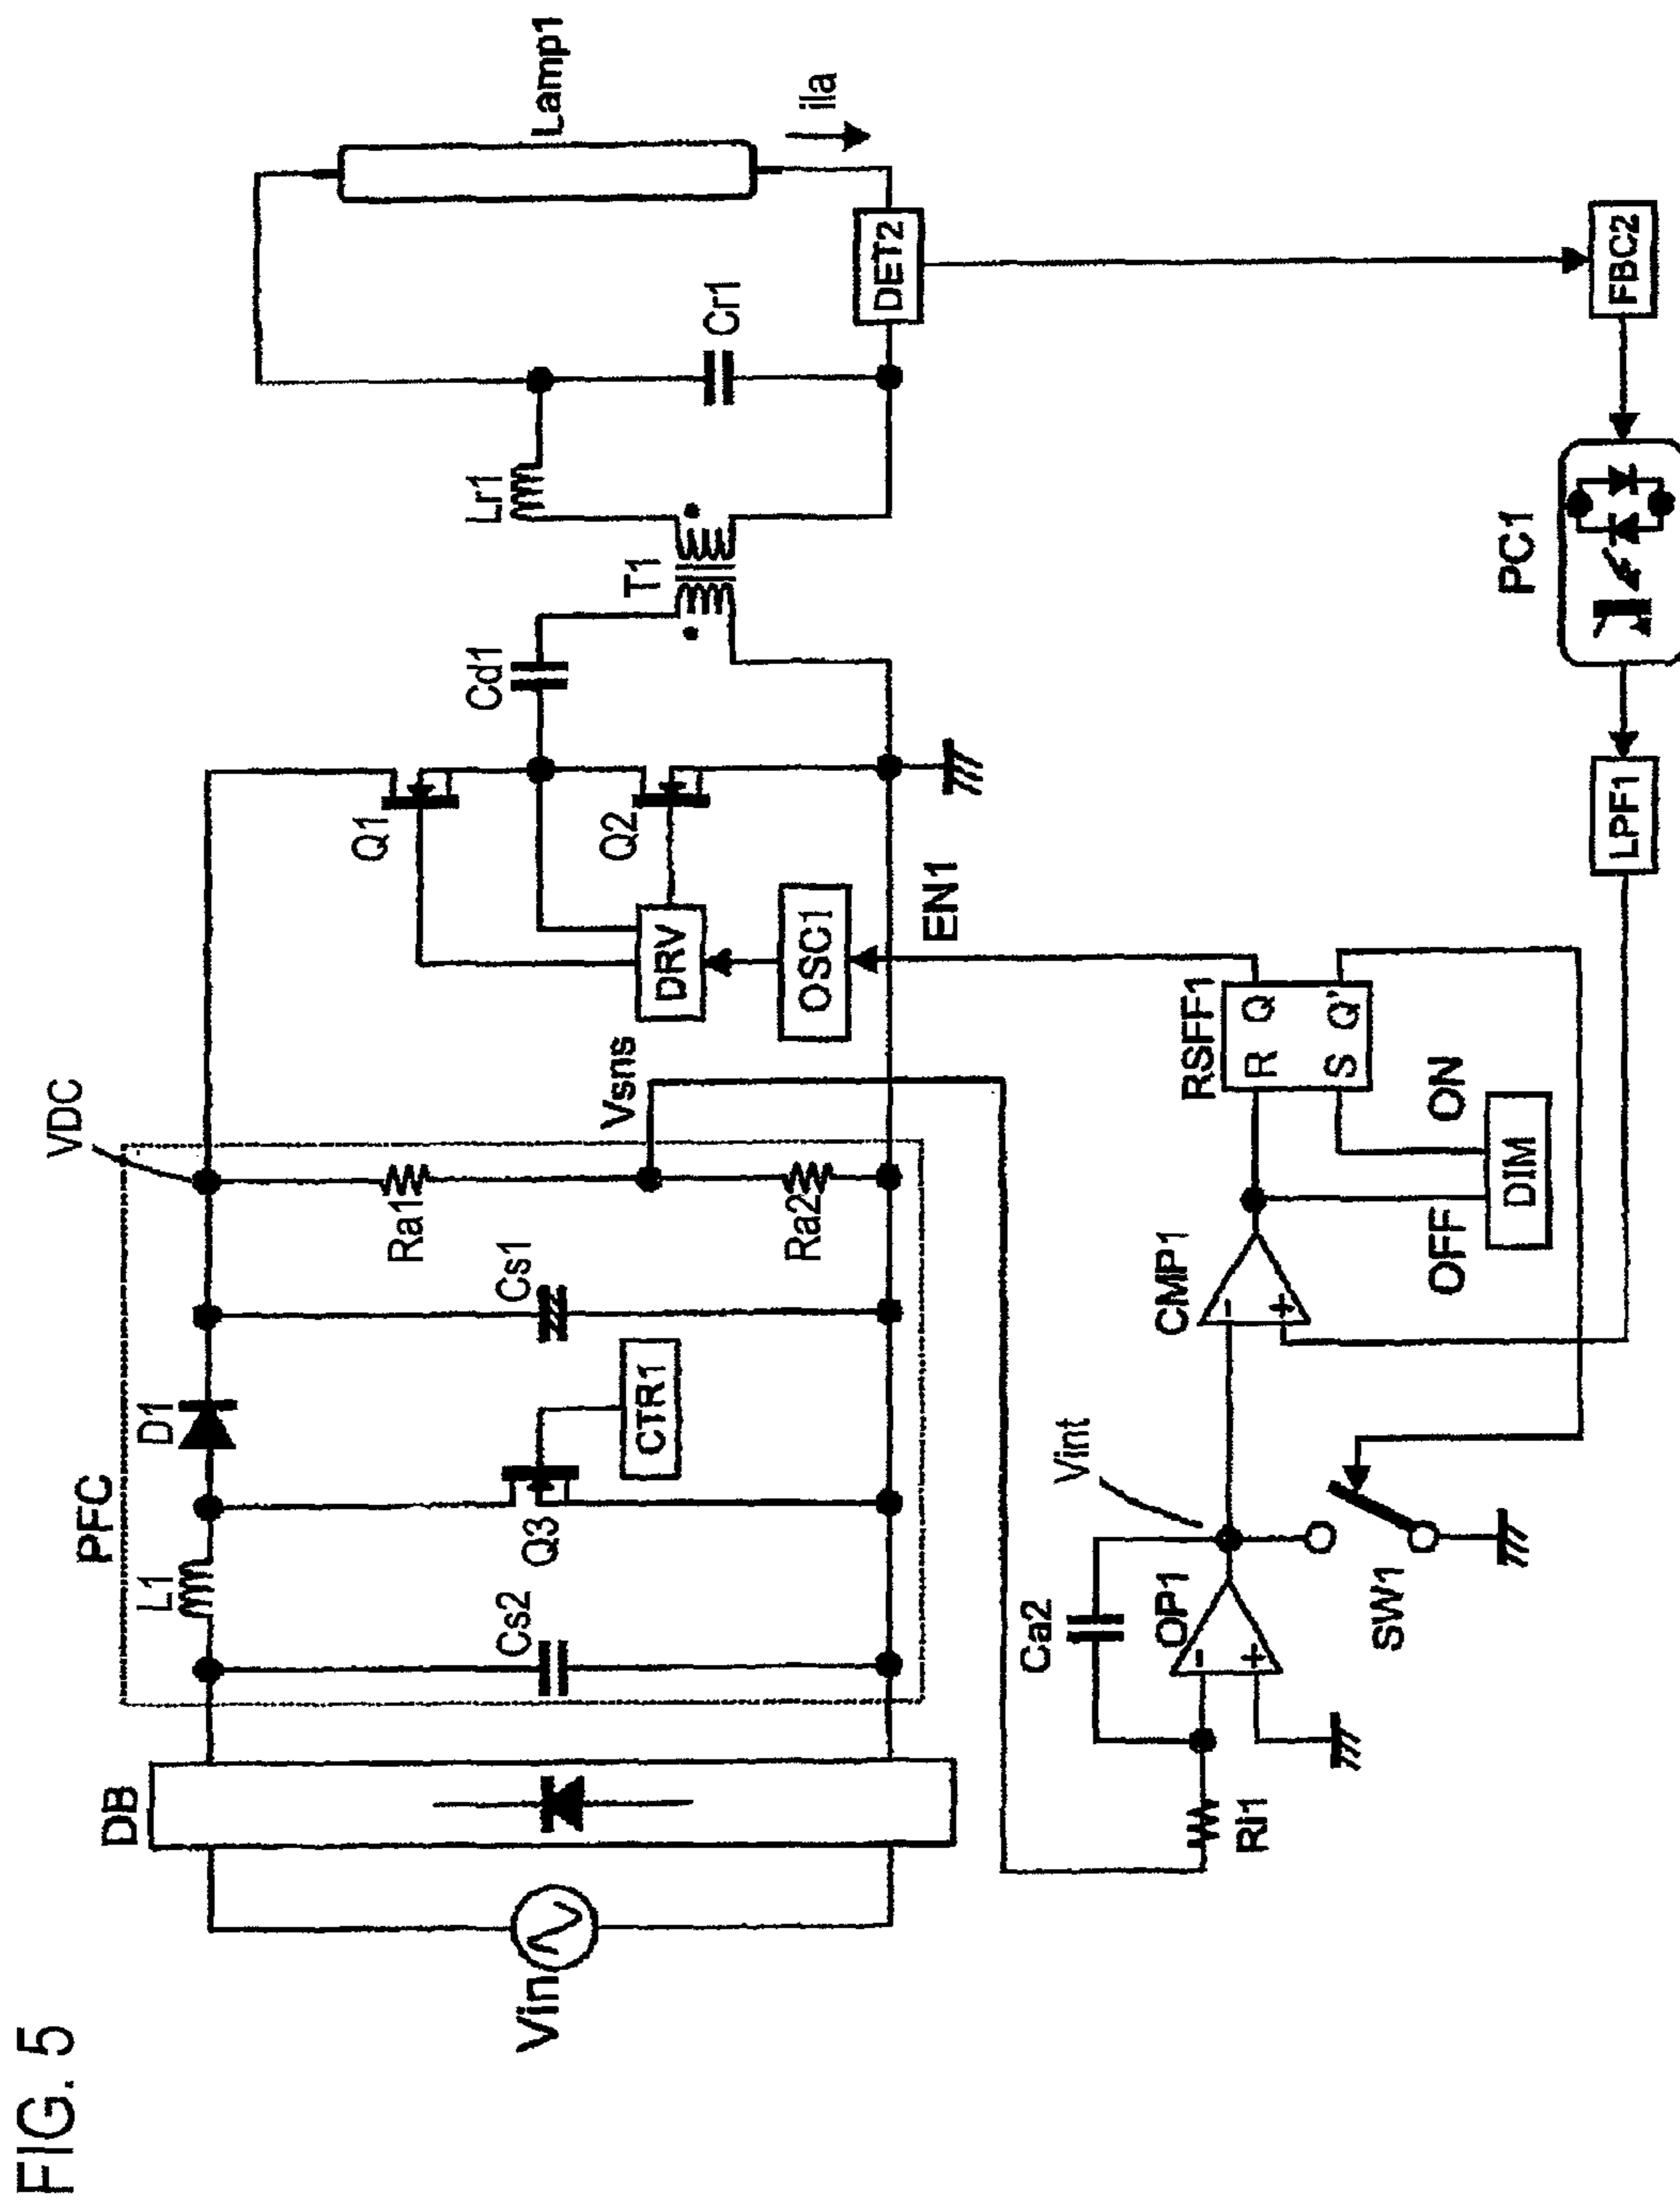 FIG. 5
Vin
DB
PFC
L1
D1
VDC
Cs2
Q3
CTR1
Cs1
Ra1
Ra2
Vsns
Q1
Q2
DRV
OSC1
EN1
Cd1
T1
Lr1
Cr1
Lamp1
ila
DET2
Ri1
Ca2
OP1
-
+
Vint
SW1
CMP1
-
+
OFF
ON
DIM
RSFF1
R Q
S Q'
LPF1
PC1
FBC2